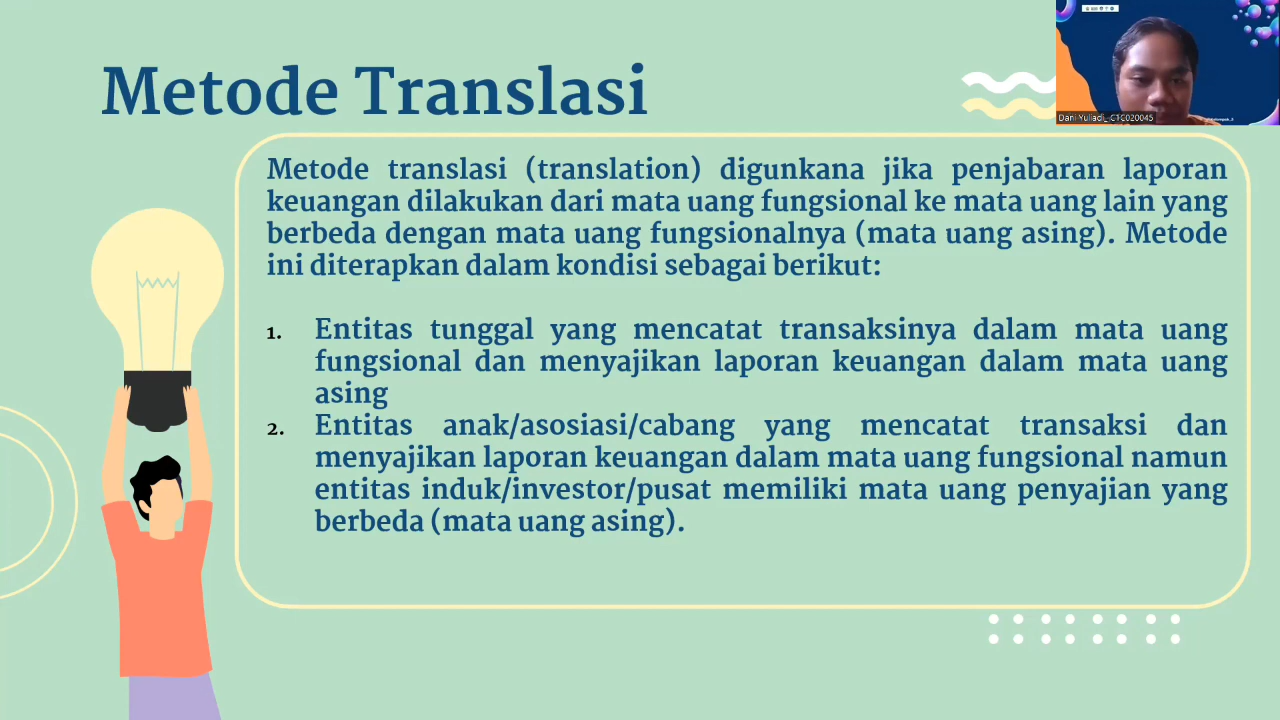 Metode Translasi
Dani Yuliadi_-CTC020045
Metode translasi (translation) digunkana jika penjabaran laporan
keuangan dilakukan dari mata uang fungsional ke mata uang lain yang
berbeda dengan mata uang fungsionalnya (mata uang asing). Metode
ini diterapkan dalam kondisi sebagai berikut:
1. Entitas tunggal yang mencatat transaksinya dalam mata uang
fungsional dan menyajikan laporan keuangan dalam mata uang
asing
2. Entitas anak/asosiasi/cabang yang mencatat transaksi dan
menyajikan laporan keuangan dalam mata uang fungsional namun
entitas induk/investor/pusat memiliki mata uang penyajian yang
berbeda (mata uang asing).